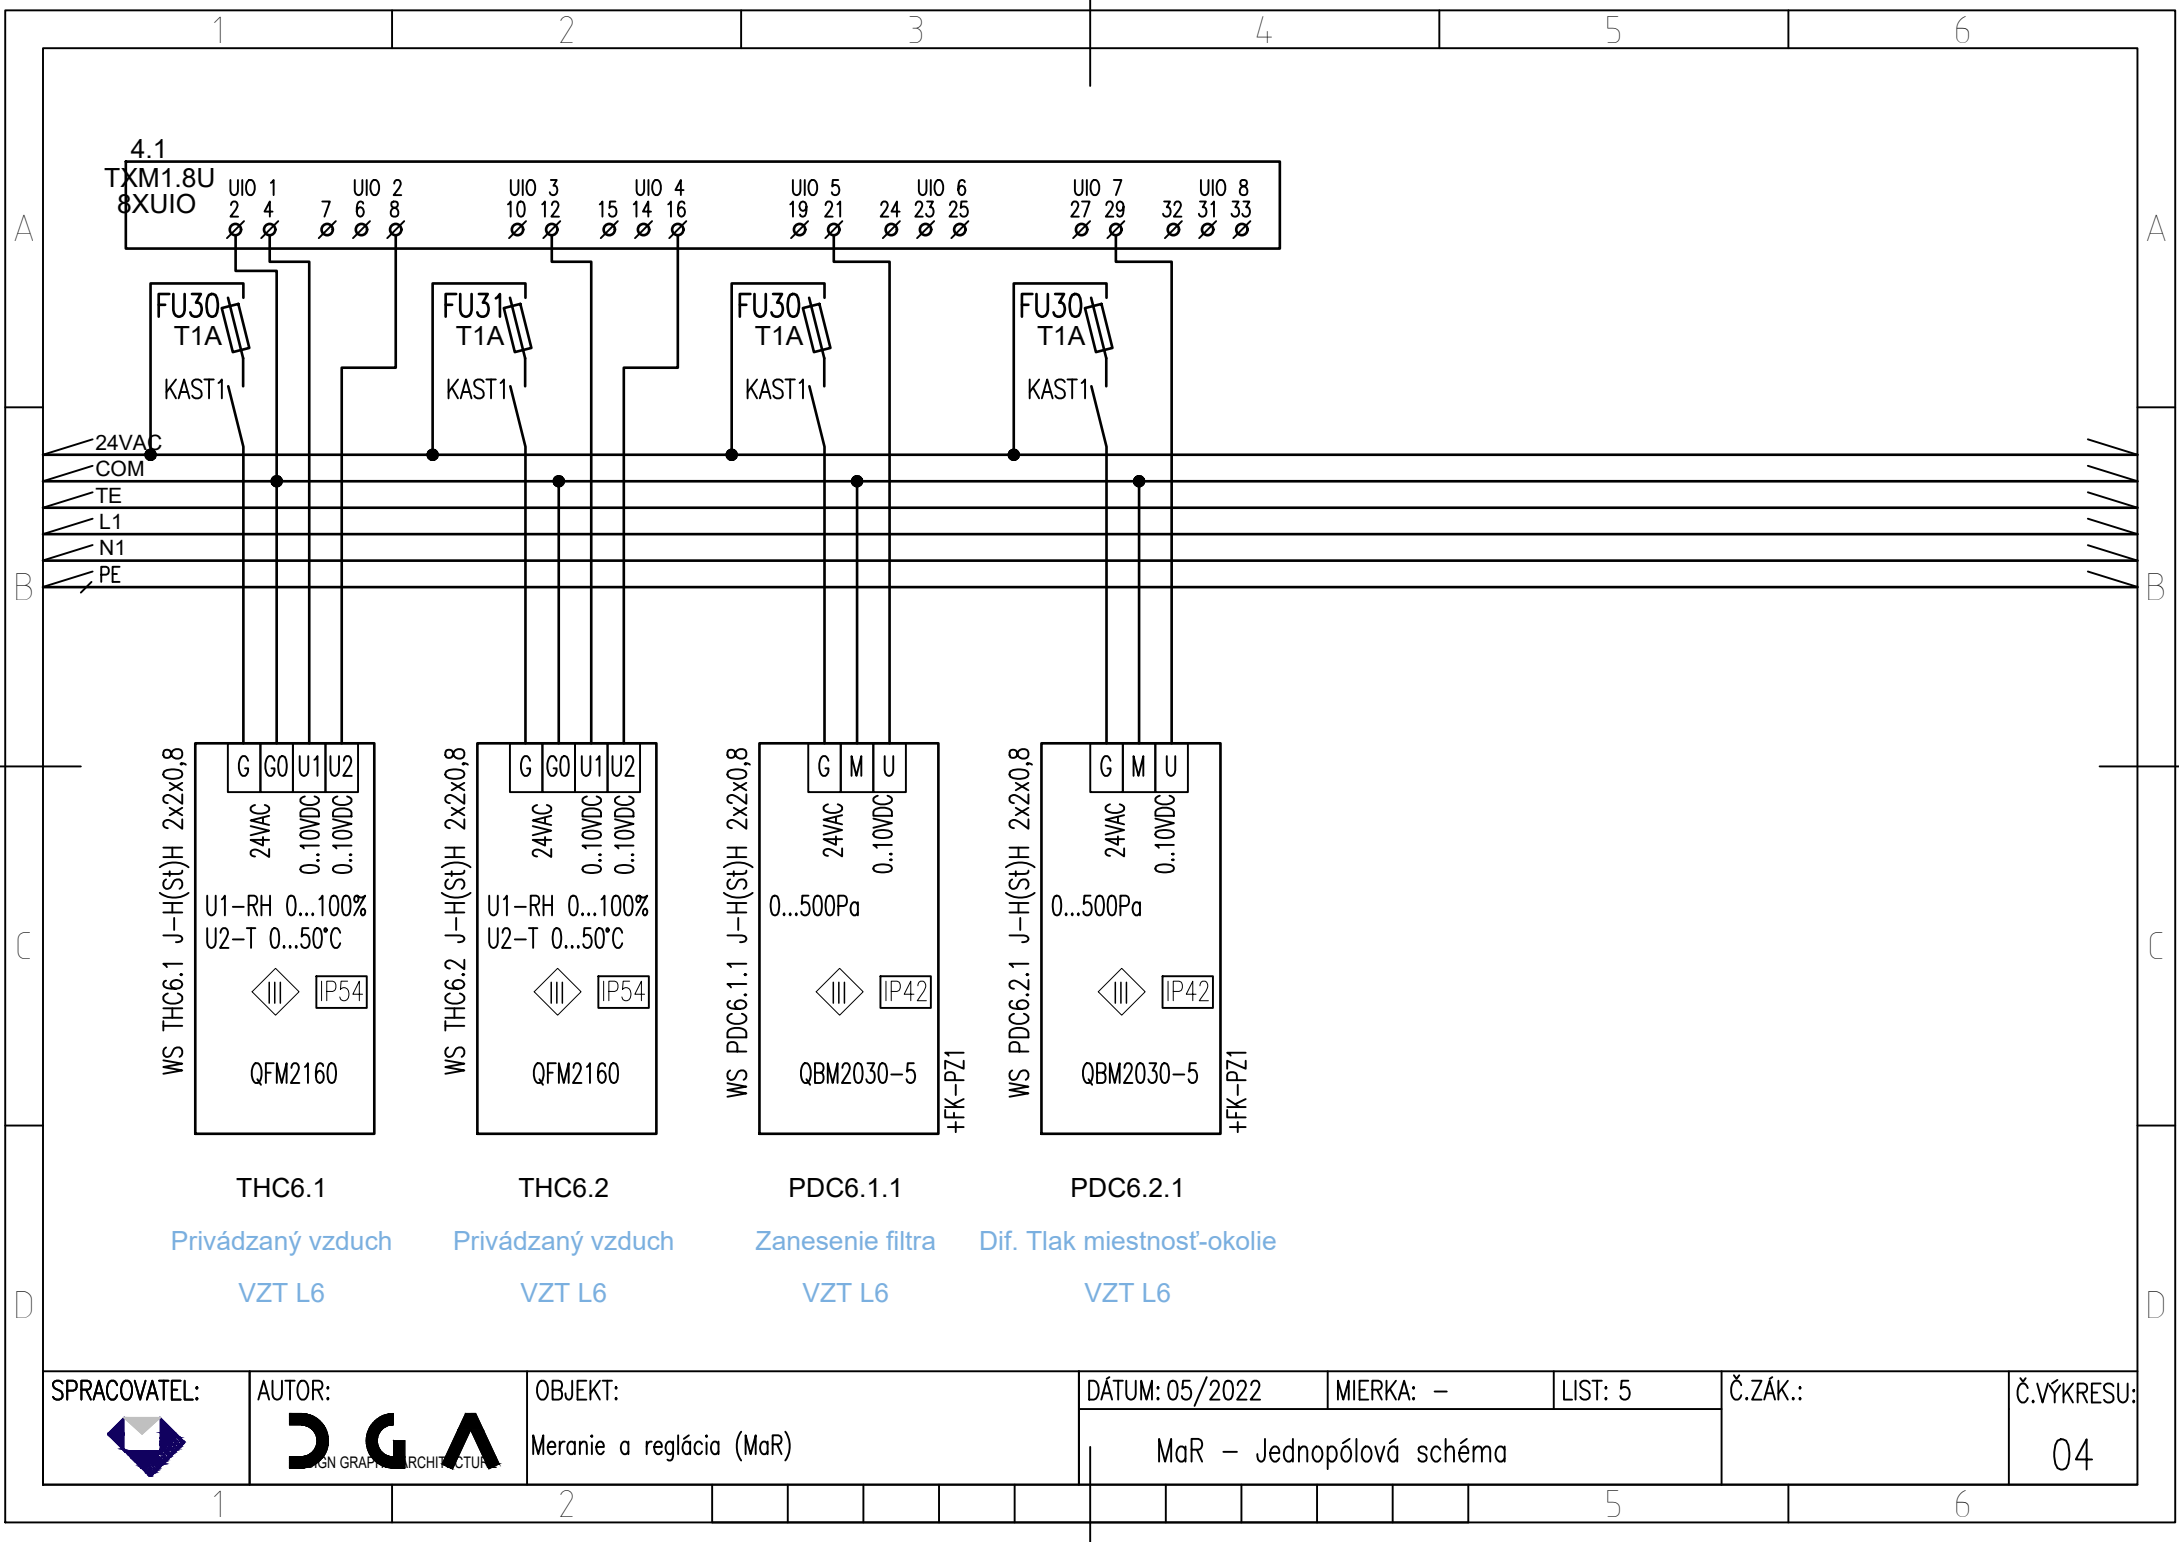 1 2 3 4 5 6
4.1
TXM1.8U
8XUIO
UIO 1 UIO 2 UIO 3 UIO 4 UIO 5 UIO 6 UIO 7 UIO 8
2 4 7 6 8 10 12 15 14 16 19 21 24 23 25 27 29 32 31 33
A A
FU30 FU31 FU30 FU30
T1A T1A T1A T1A
KAST1 KAST1 KAST1 KAST1
24VAC
COM
TE
L1
N1
PE
B B
G G0 U1 U2 G G0 U1 U2 G M U G M U
24VAC 0..10VDC 0..10VDC 24VAC 0..10VDC 0..10VDC 24VAC 0..10VDC 24VAC 0..10VDC
WS THC6.1 J-H(St)H 2x2x0,8
WS THC6.2 J-H(St)H 2x2x0,8
WS PDC6.1.1 J-H(St)H 2x2x0,8
WS PDC6.2.1 J-H(St)H 2x2x0,8
U1-RH 0...100% U1-RH 0...100% 0...500Pa 0...500Pa
U2-T 0...50°C U2-T 0...50°C
C C
III IP54 III IP54 III IP42 III IP42
QFM2160 QFM2160 QBM2030-5 QBM2030-5
+FK-PZ1 +FK-PZ1
THC6.1 THC6.2 PDC6.1.1 PDC6.2.1
Privádzaný vzduch Privádzaný vzduch Zanesenie filtra Dif. Tlak miestnosť-okolie
VZT L6 VZT L6 VZT L6 VZT L6
D D
SPRACOVATEL: AUTOR: OBJEKT: DÁTUM: 05/2022 MIERKA: - LIST: 5 Č.ZÁK.: Č.VÝKRESU:
DGA
Meranie a reglácia (MaR)
MaR - Jednopólová schéma
04
1 2 5 6